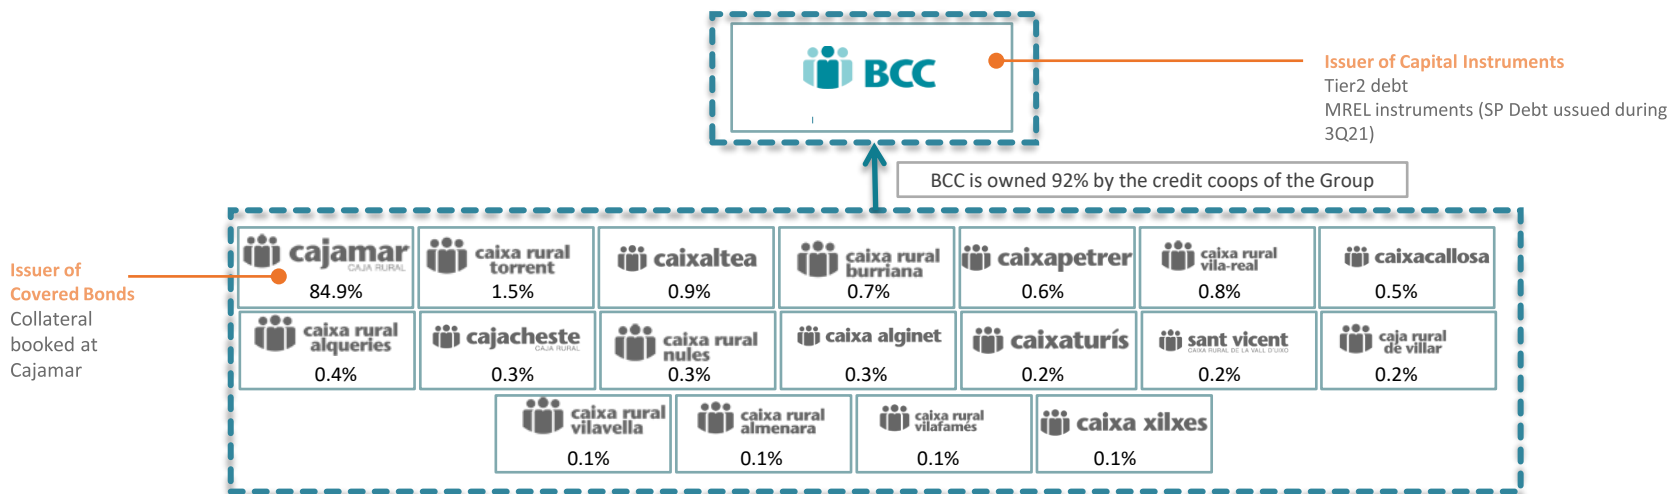 BCC
Issuer of Capital Instruments
Tier2 debt
MREL instruments (SP Debt ussued during
3Q21)
BCC is owned 92% by the credit coops of the Group
Issuer of
Covered Bonds
Collateral
booked at
Cajamar
cajamar
CAJA RURAL
84.9%
caixa rural
torrent
1.5%
caixaltea
0.9%
caixa rural
burriana
0.7%
caixapetrer
0.6%
caixa rural
vila-real
0.8%
caixacallosa
0.5%
caixa rural
alqueries
0.4%
cajacheste
CAJA RURAL
0.3%
caixa rural
nules
0.3%
caixa alginet
0.3%
caixaturís
0.2%
sant vicent
CAIXA RURAL DE LA VALL D'UIXO
0.2%
caja rural
de villar
0.2%
caixa rural
vilavella
0.1%
caixa rural
almenara
0.1%
caixa rural
vilafamés
0.1%
caixa xilxes
0.1%